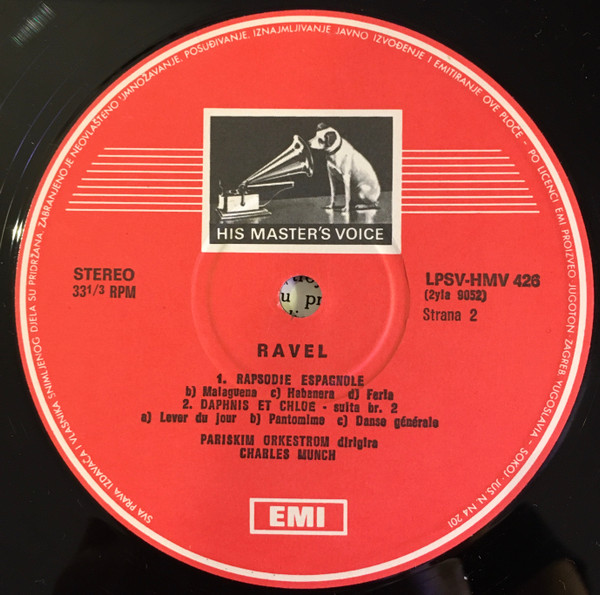 SVA PRAVA IZDAVAČA I VLASNIKA SNIMLJENOG DJELA SU PRIDRŽANA. ZABRANJENO JE NEOVLAŠTENO UMNOŽAVANJE, POSUĐIVANJE, IZNAJMLJIVANJE JAVNO IZVOĐENJE I EMITIRANJE OVE PLOČE - PO LICENCI EMI PROIZVEO JUGOTON ZAGREB, YUGOSLAVIA - SOKOJ - JUS N. N4 201
HIS MASTER'S VOICE
STEREO
33 1/3 RPM
LPSV-HMV 426
(2yla 9052)
Strana 2
u pr
RAVEL
1. RAPSODIE ESPAGNOLE
b) Malaguena c) Habanera d) Feria
2. DAPHNIS ET CHLOE - suita br. 2
a) Lever du jour b) Pantomime c) Danse générale
PARISKIM ORKESTROM dirigira
CHARLES MUNCH
EMI